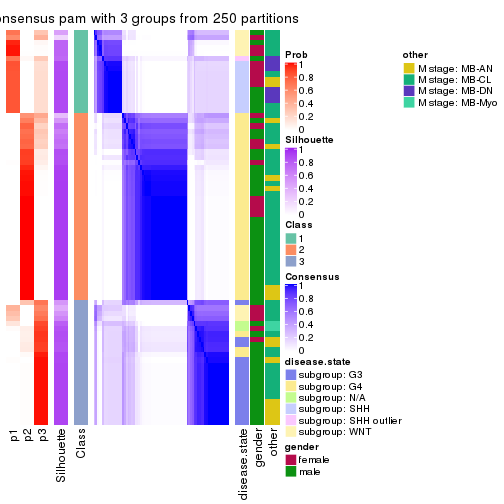 onsensus pam with 3 groups from 250 partitions
Prob
1
0.8
0.6
0.4
0.2
0
Silhouette
1
0.8
0.6
0.4
0.2
0
Class
1
2
3
Consensus
1
0.8
0.6
0.4
0.2
0
disease.state
subgroup: G3
subgroup: G4
subgroup: N/A
subgroup: SHH
subgroup: SHH outlier
subgroup: WNT
gender
female
male
other
M stage: MB-AN
M stage: MB-CL
M stage: MB-DN
M stage: MB-Myo
p1
p2
p3
Silhouette
Class
disease.state
gender
other